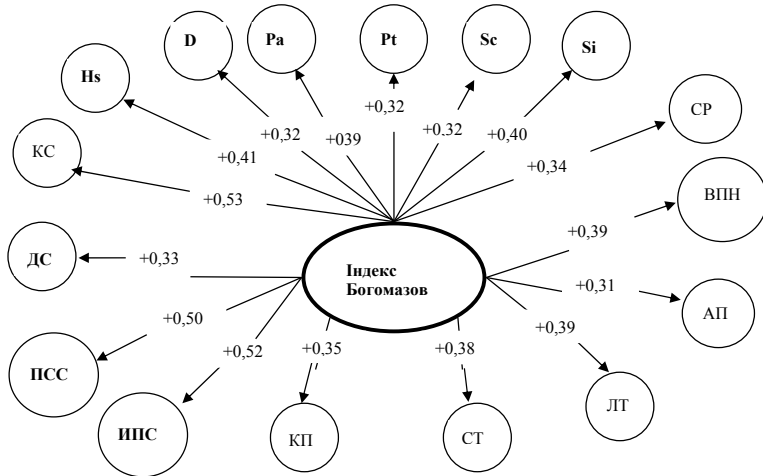 D
Pa
Pt
Sc
Si
Hs
СР
КС
ВПН
ДС
АП
ПСС
ЛТ
ИПС
КП
СТ
+0,32
+039
+0,32
+0,32
+0,40
+0,41
+0,34
+0,53
+0,39
+0,33
+0,31
+0,50
+0,39
+0,52
+0,35
+0,38
Індекс
Богомазов